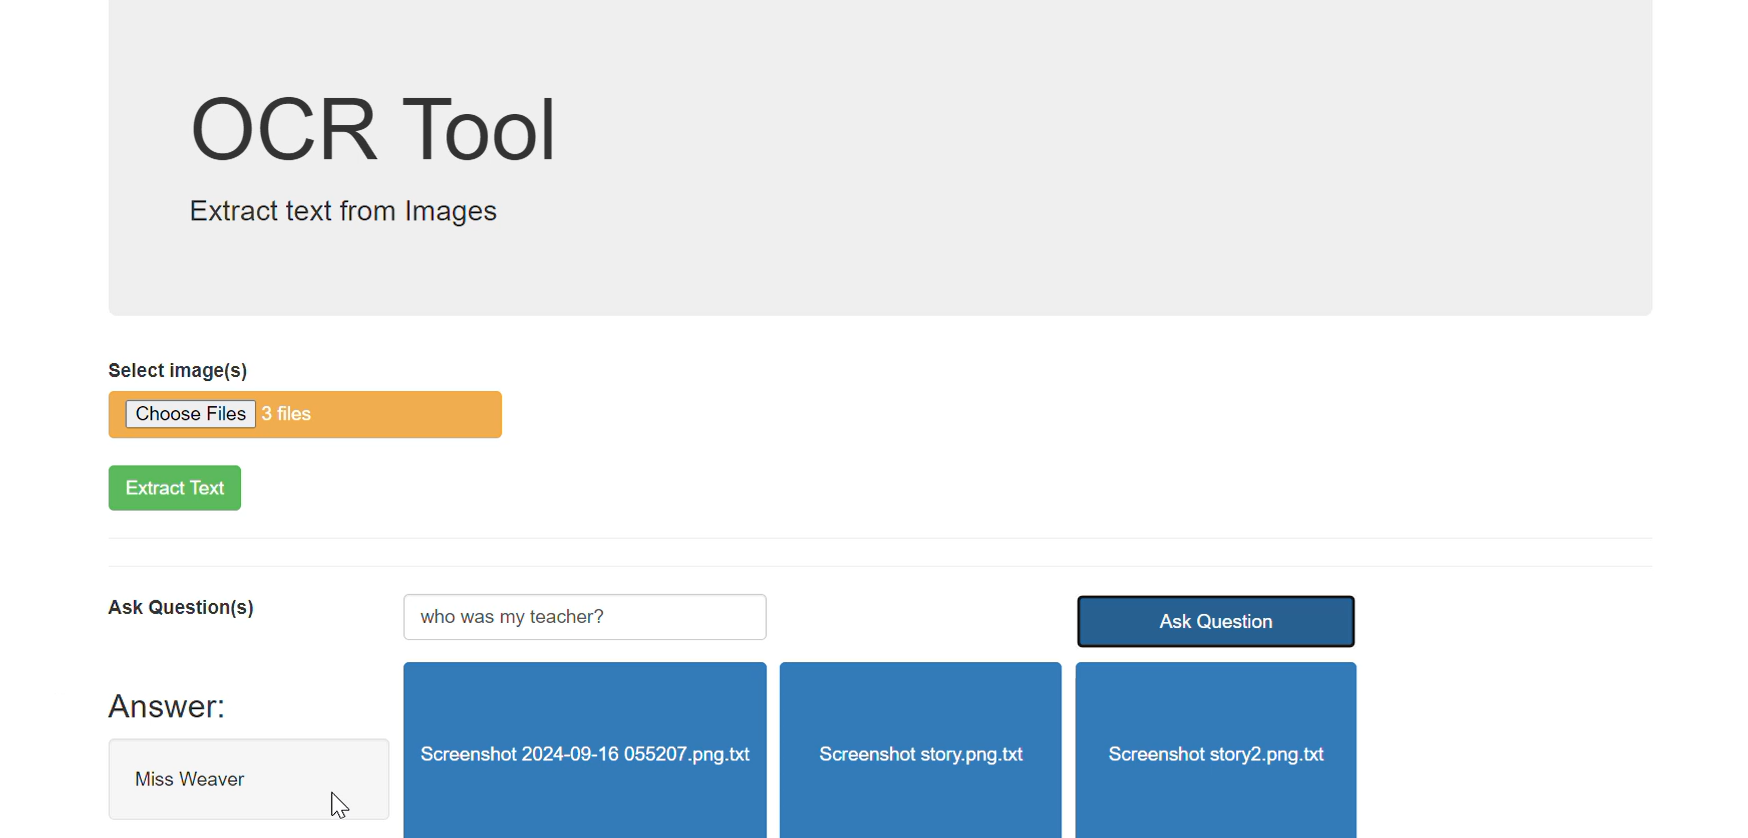 OCR Tool
Extract text from Images
Select image(s)
Choose Files 3 files
Extract Text
Ask Question(s)
who was my teacher?
Ask Question
Answer:
Screenshot 2024-09-16 055207.png.txt
Screenshot story.png.txt
Screenshot story2.png.txt
Miss Weaver